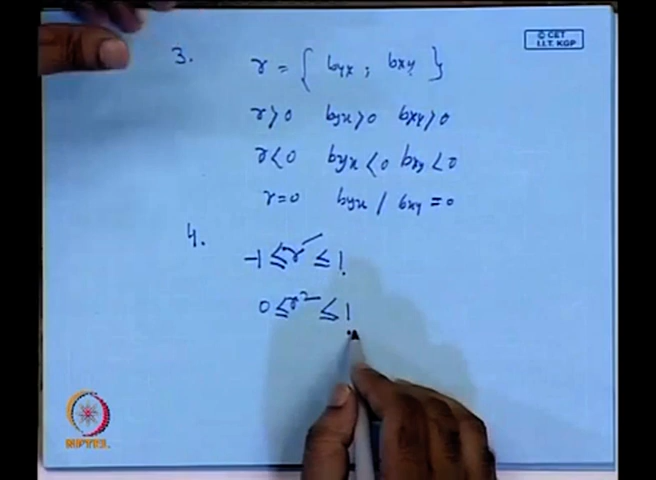 © CET
I.I.T. KGP
3. r = { byx ; bxy }
r>0 byx>0 bxy>0
r<0 byx<0 bxy<0
r=0 byx / bxy =0
4.
-1 ≤ r ≤ 1
0 ≤ r² ≤ 1
NPTEL